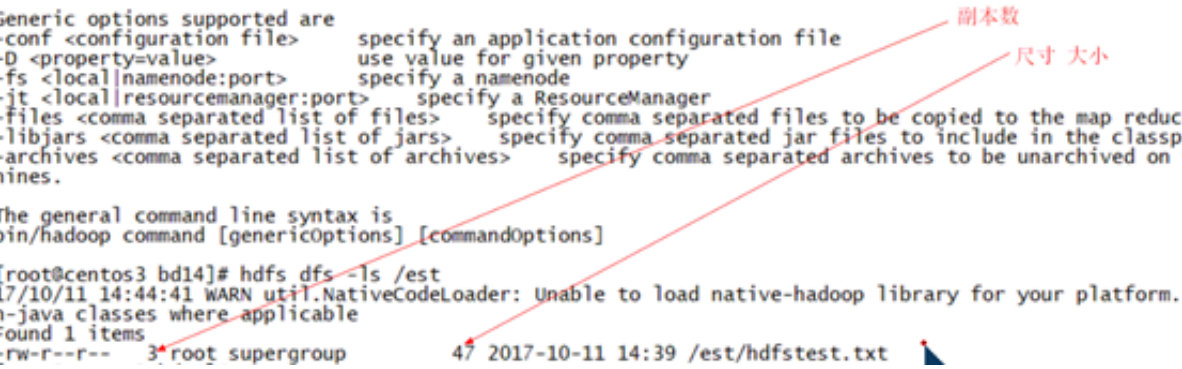 Generic options supported are
-conf <configuration file> specify an application configuration file
-D <property=value> use value for given property
-fs <local|namenode:port> specify a namenode
-jt <local|resourcemanager:port> specify a ResourceManager
-files <comma separated list of files> specify comma separated files to be copied to the map reduc
-libjars <comma separated list of jars> specify comma separated jar files to include in the classp
-archives <comma separated list of archives> specify comma separated archives to be unarchived on
hines.
The general command line syntax is
bin/hadoop command [genericOptions] [commandOptions]
[root@centos3 bd14]# hdfs dfs -ls /est
17/10/11 14:44:41 WARN util.NativeCodeLoader: Unable to load native-hadoop library for your platform.
n-java classes where applicable
Found 1 items
-rw-r--r-- 3 root supergroup 47 2017-10-11 14:39 /est/hdfstest.txt
副本数
尺寸 大小